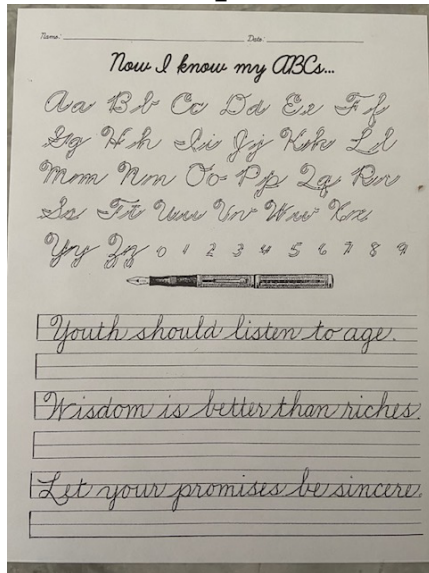 Name: Date:
Now I know my ABCs...
Aa Bb Cc Dd Ee Ff
Gg Hh Ii Jj Kk Ll
Mm Nn Oo Pp Qq Rr
Ss Tt Uu Vv Ww Xx
Yy Zz 0 1 2 3 4 5 6 7 8 9
Youth should listen to age.
Wisdom is better than riches.
Let your promises be sincere.